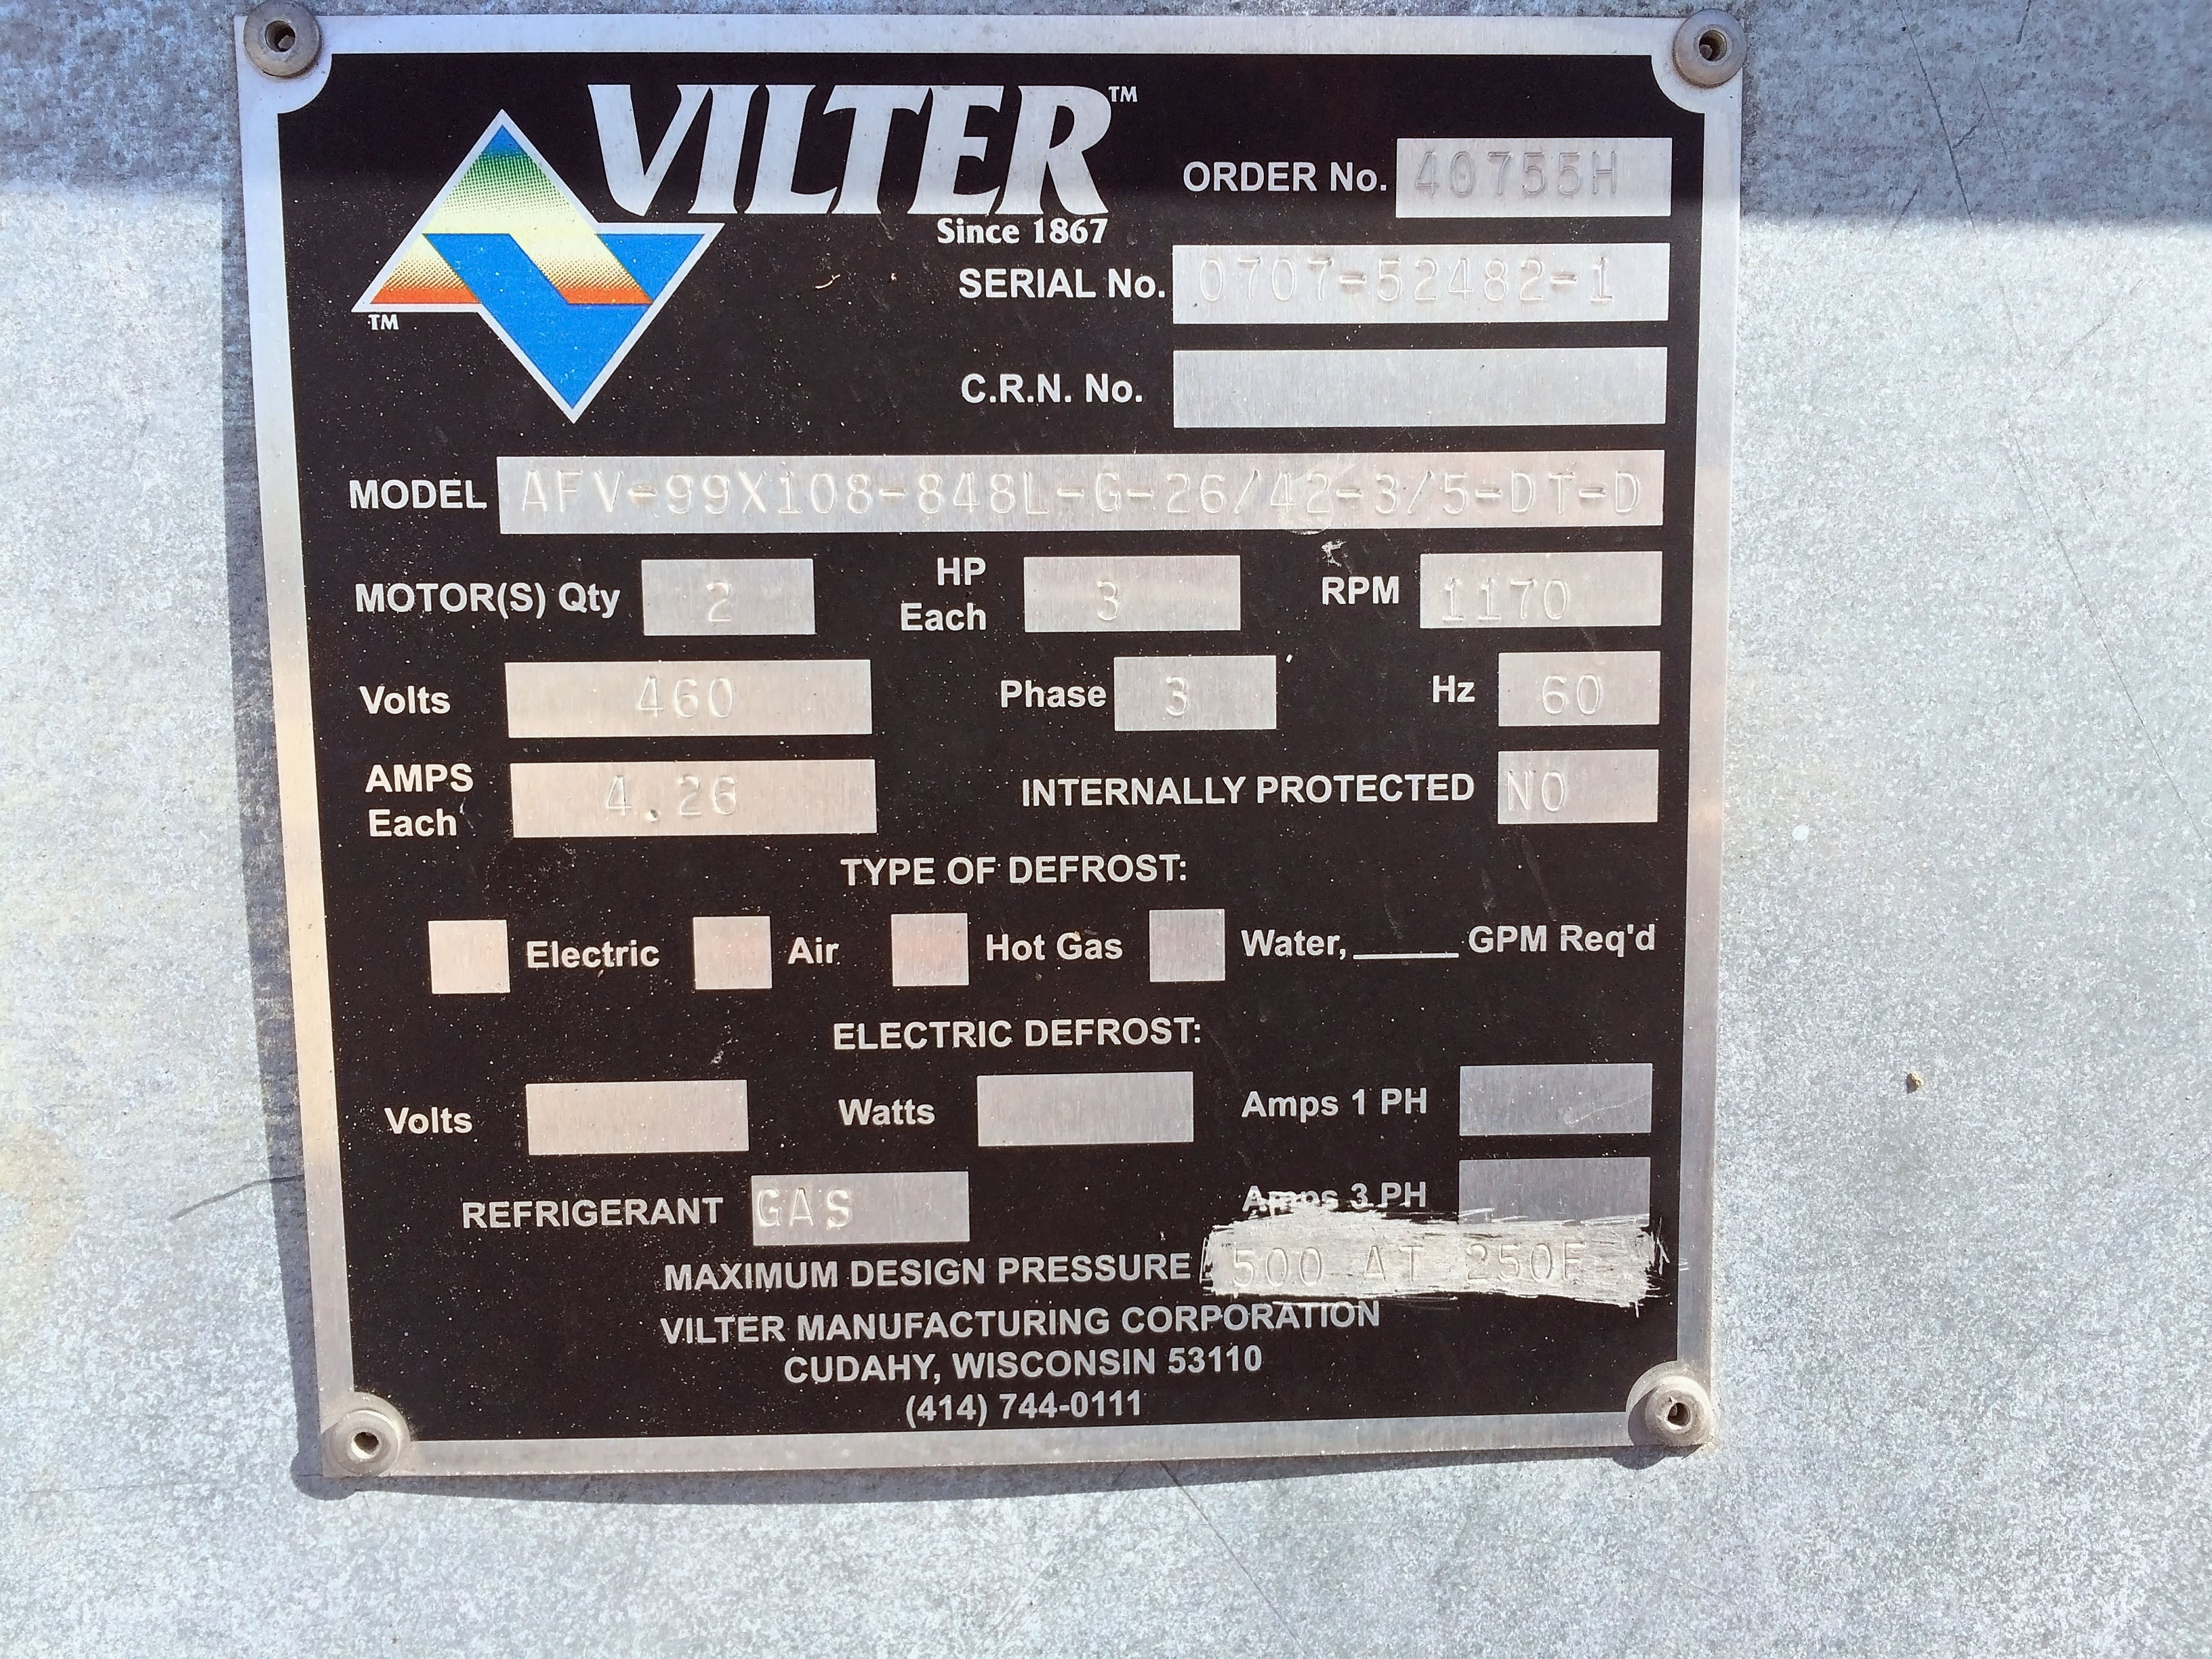 VILTER™
Since 1867
TM
ORDER No. 40755H
SERIAL No. 0707-52482-1
C.R.N. No.
MODEL AFV-99X108-848L-G-26/42-3/5-DT-D
MOTOR(S) Qty 2 HP Each 3 RPM 1170
Volts 460 Phase 3 Hz 60
AMPS Each 4.26 INTERNALLY PROTECTED NO
TYPE OF DEFROST:
Electric Air Hot Gas Water, ____ GPM Req'd
ELECTRIC DEFROST:
Volts Watts Amps 1 PH
Amps 3 PH
REFRIGERANT GAS
MAXIMUM DESIGN PRESSURE 500 AT 250F
VILTER MANUFACTURING CORPORATION
CUDAHY, WISCONSIN 53110
(414) 744-0111